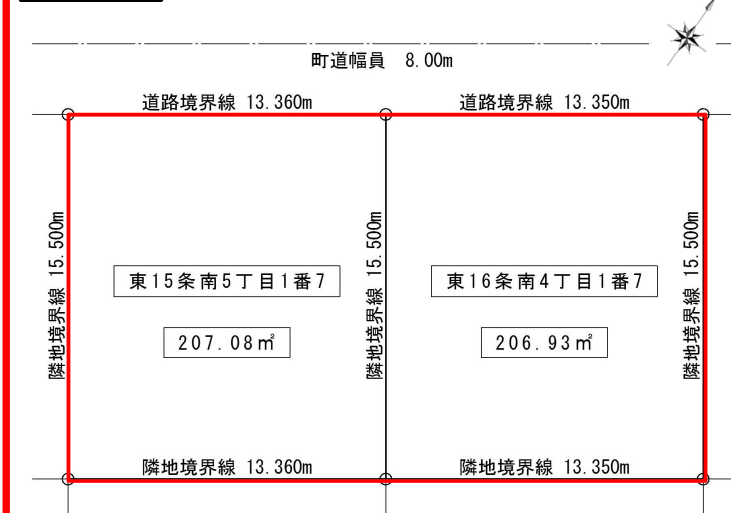 町道幅員 8.00m
道路境界線 13.360m
道路境界線 13.350m
隣地境界線 15.500m
隣地境界線 15.500m
隣地境界線 15.500m
東15条南5丁目1番7
東16条南4丁目1番7
207.08㎡
206.93㎡
隣地境界線 13.360m
隣地境界線 13.350m